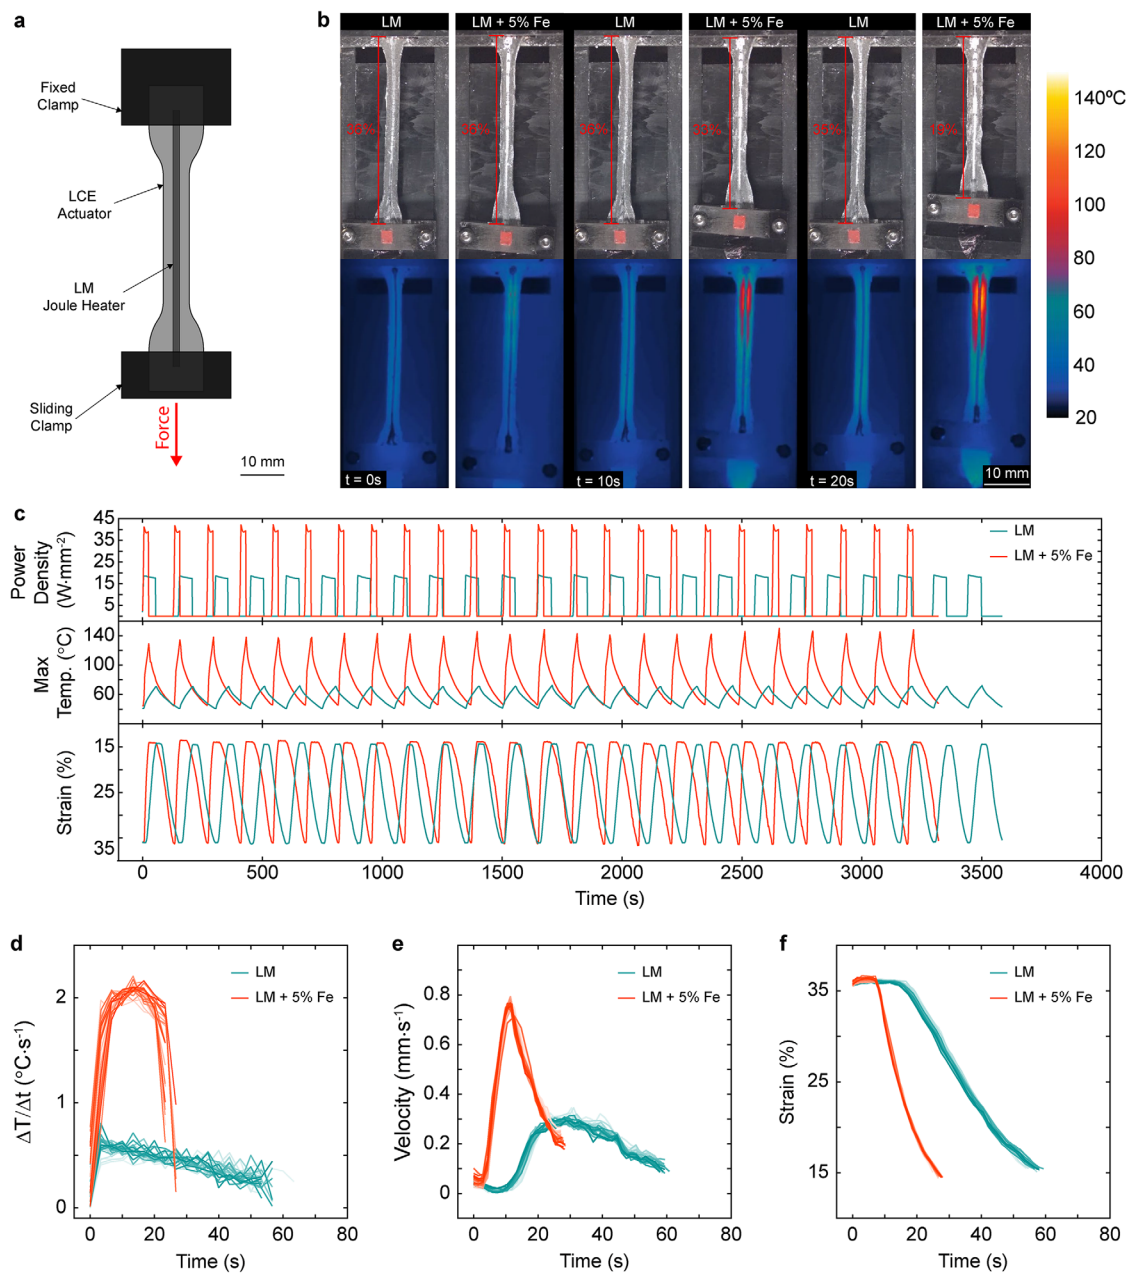 a
Fixed
Clamp
LCE
Actuator
LM
Joule Heater
Sliding
Clamp
Force
10 mm
b
LM
LM + 5% Fe
LM
LM + 5% Fe
LM
LM + 5% Fe
36%
36%
33%
19%
t = 0s
t = 10s
t = 20s
10 mm
140ºC
120
100
80
60
40
20
c
Power
Density
(W/·mm⁻²)
45
35
25
15
5
LM
LM + 5% Fe
Max
Temp. (°C)
140
100
60
Strain (%)
15
25
35
0
500
1000
1500
2000
2500
3000
3500
4000
Time (s)
d
ΔT/Δt (°C·s⁻¹)
2
1
0
LM
LM + 5% Fe
0
20
40
60
80
Time (s)
e
Velocity (mm·s⁻¹)
0.8
0.6
0.4
0.2
0
LM
LM + 5% Fe
0
20
40
60
80
Time (s)
f
Strain (%)
35
25
15
LM
LM + 5% Fe
0
20
40
60
80
Time (s)